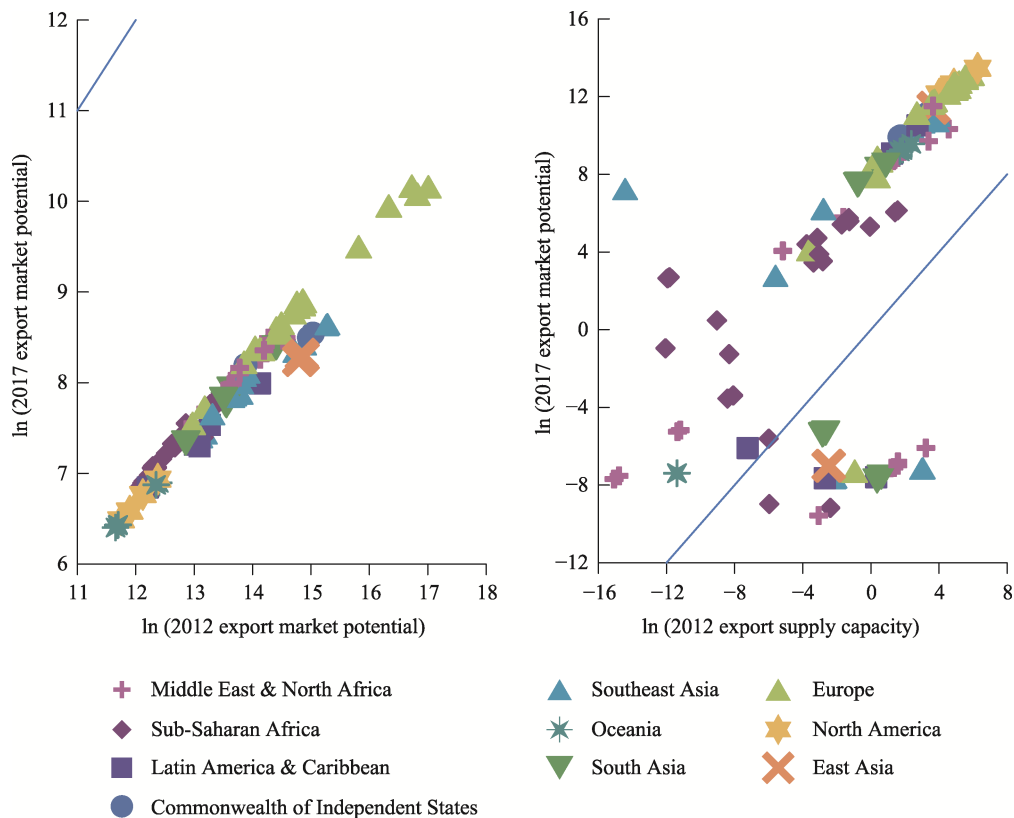 12
11
10
9
8
7
6
11 12 13 14 15 16 17 18
ln (2017 export market potential)
ln (2012 export market potential)
16
12
8
4
0
−4
−8
−12
−16 −12 −8 −4 0 4 8
ln (2017 export market potential)
ln (2012 export supply capacity)
Middle East & North Africa
Sub-Saharan Africa
Latin America & Caribbean
Commonwealth of Independent States
Southeast Asia
Oceania
South Asia
Europe
North America
East Asia